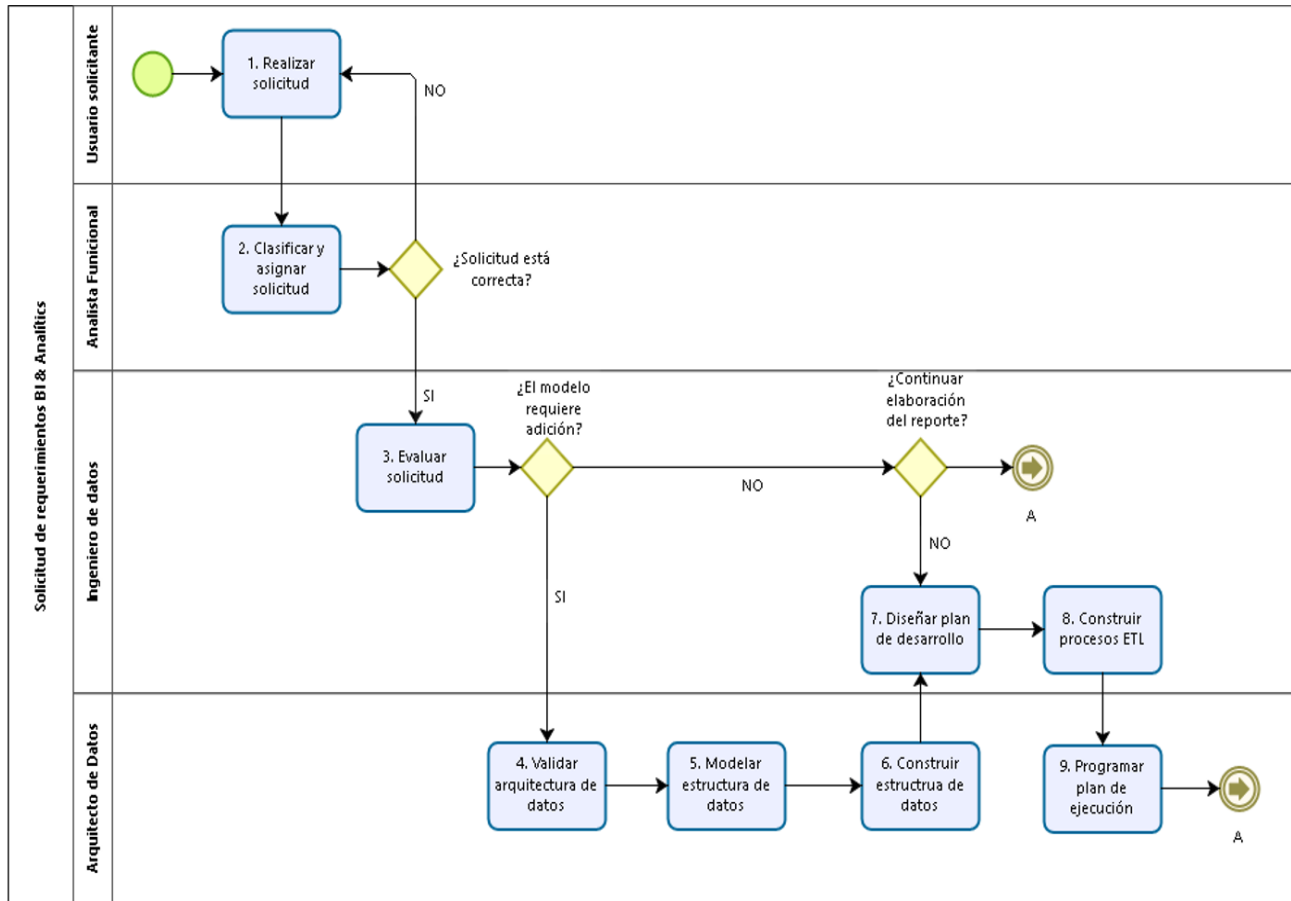 Solicitud de requerimientos BI & Analítics
Usuario solicitante
1. Realizar
solicitud
NO
Analista Funicional
2. Clasificar y
asignar
solicitud
¿Solicitud está
correcta?
SI
Ingeniero de datos
3. Evaluar
solicitud
¿El modelo
requiere
adición?
NO
SI
¿Continuar
elaboración
del reporte?
A
NO
7. Diseñar plan
de desarrollo
8. Construir
procesos ETL
Arquitecto de Datos
4. Validar
arquitectura de
datos
5. Modelar
estructura de
datos
6. Construir
estructrua de
datos
9. Programar
plan de
ejecución
A